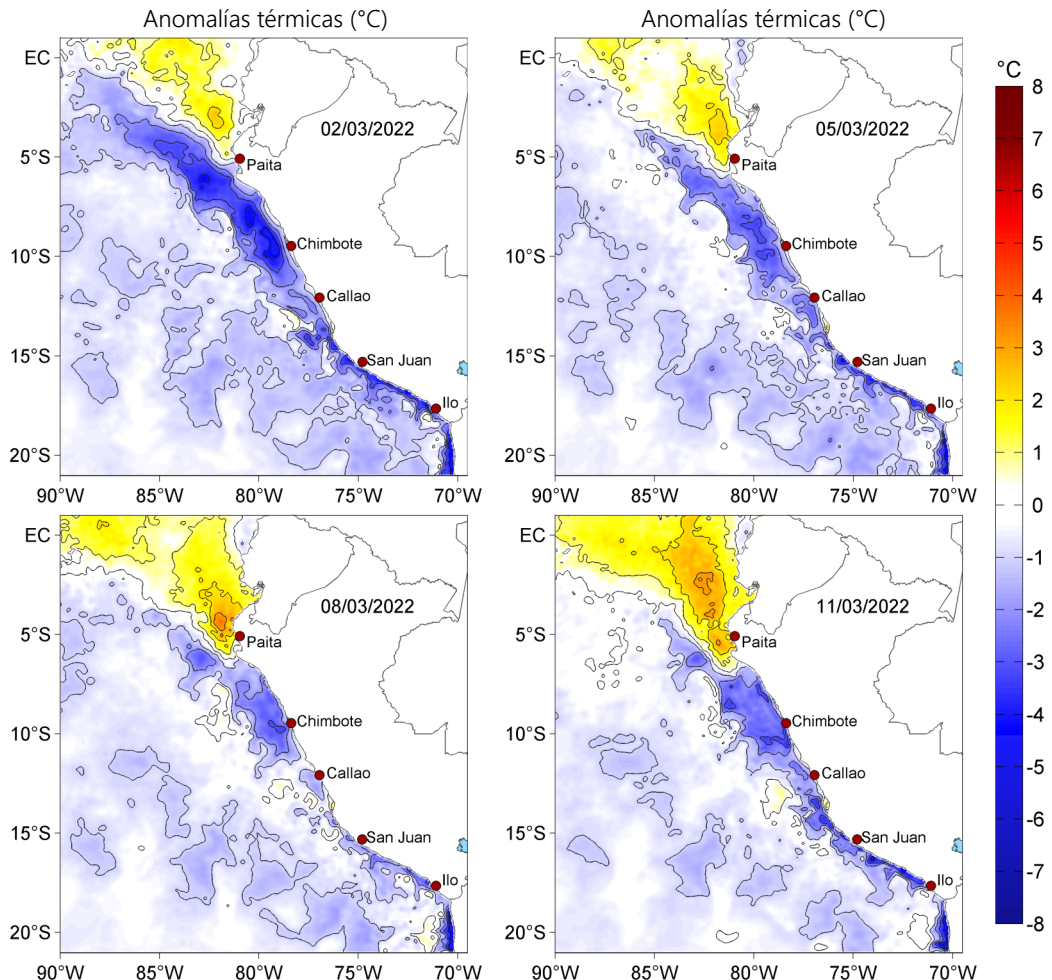 Anomalías térmicas (°C)
Anomalías térmicas (°C)
EC
5°S
10°S
15°S
20°S
90°W
85°W
80°W
75°W
70°W
02/03/2022
Paita
Chimbote
Callao
San Juan
Ilo
EC
5°S
10°S
15°S
20°S
90°W
85°W
80°W
75°W
70°W
05/03/2022
Paita
Chimbote
Callao
San Juan
Ilo
EC
5°S
10°S
15°S
20°S
90°W
85°W
80°W
75°W
70°W
08/03/2022
Paita
Chimbote
Callao
San Juan
Ilo
EC
5°S
10°S
15°S
20°S
90°W
85°W
80°W
75°W
70°W
11/03/2022
Paita
Chimbote
Callao
San Juan
Ilo
°C
8
7
6
5
4
3
2
1
0
-1
-2
-3
-4
-5
-6
-7
-8